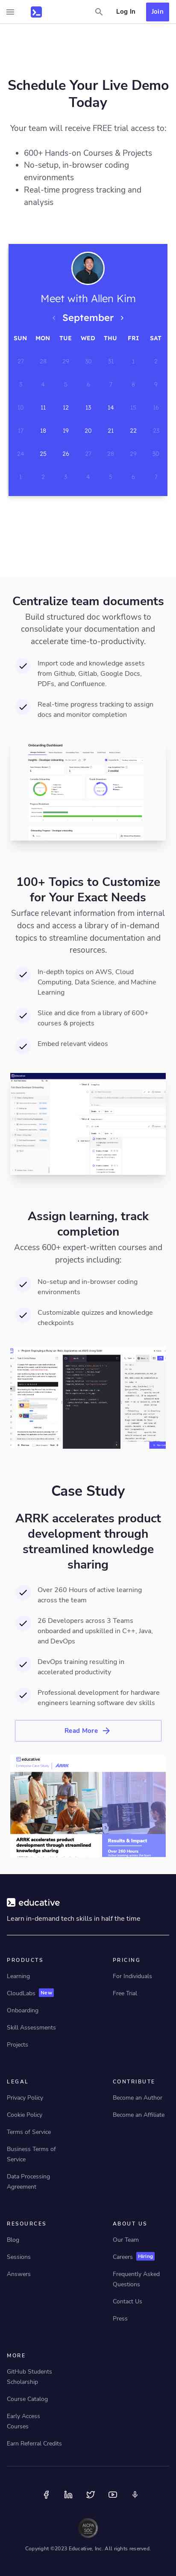 Log In
Join
Schedule Your Live Demo
Today
Your team will receive FREE trial access to:
600+ Hands-on Courses & Projects
No-setup, in-browser coding
environments
Real-time progress tracking and
analysis
Meet with Allen Kim
September
SUN MON TUE WED THU FRI SAT
27 28 29 30 31 1 2
3 4 5 6 7 8 9
10 11 12 13 14 15 16
17 18 19 20 21 22 23
24 25 26 27 28 29 30
1 2 3 4 5 6 7
Centralize team documents
Build structured doc workflows to
consolidate your documentation and
accelerate time-to-productivity.
Import code and knowledge assets
from Github, Gitlab, Google Docs,
PDFs, and Confluence.
Real-time progress tracking to assign
docs and monitor completion
Onboarding Dashboard
100+ Topics to Customize
for Your Exact Needs
Surface relevant information from internal
docs and access a library of in-demand
topics to streamline documentation and
resources.
In-depth topics on AWS, Cloud
Computing, Data Science, and Machine
Learning
Slice and dice from a library of 600+
courses & projects
Embed relevant videos
Assign learning, track
completion
Access 600+ expert-written courses and
projects including:
No-setup and in-browser coding
environments
Customizable quizzes and knowledge
checkpoints
Case Study
ARRK accelerates product
development through
streamlined knowledge
sharing
Over 260 Hours of active learning
across the team
26 Developers across 3 Teams
onboarded and upskilled in C++, Java,
and DevOps
DevOps training resulting in
accelerated productivity
Professional development for hardware
engineers learning software dev skills
Read More
educative
ARRK
ARRK accelerates product
development through streamlined
knowledge sharing
Results & Impact
Over 260 Hours
educative
Learn in-demand tech skills in half the time
PRODUCTS
Learning
CloudLabs New
Onboarding
Skill Assessments
Projects
PRICING
For Individuals
Free Trial
LEGAL
Privacy Policy
Cookie Policy
Terms of Service
Business Terms of
Service
Data Processing
Agreement
CONTRIBUTE
Become an Author
Become an Affiliate
RESOURCES
Blog
Sessions
Answers
ABOUT US
Our Team
Careers Hiring
Frequently Asked
Questions
Contact Us
Press
MORE
GitHub Students
Scholarship
Course Catalog
Early Access
Courses
Earn Referral Credits
AICPA
SOC
Copyright ©2023 Educative, Inc. All rights reserved.